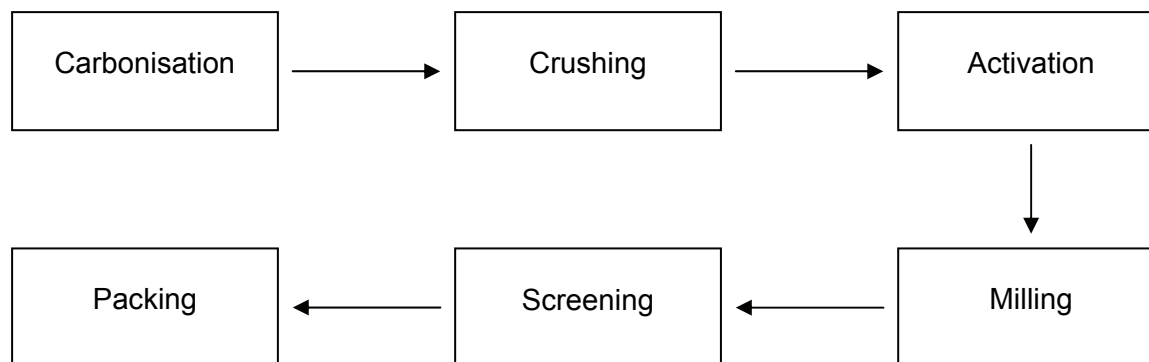 Carbonisation
Crushing
Activation
Packing
Screening
Milling